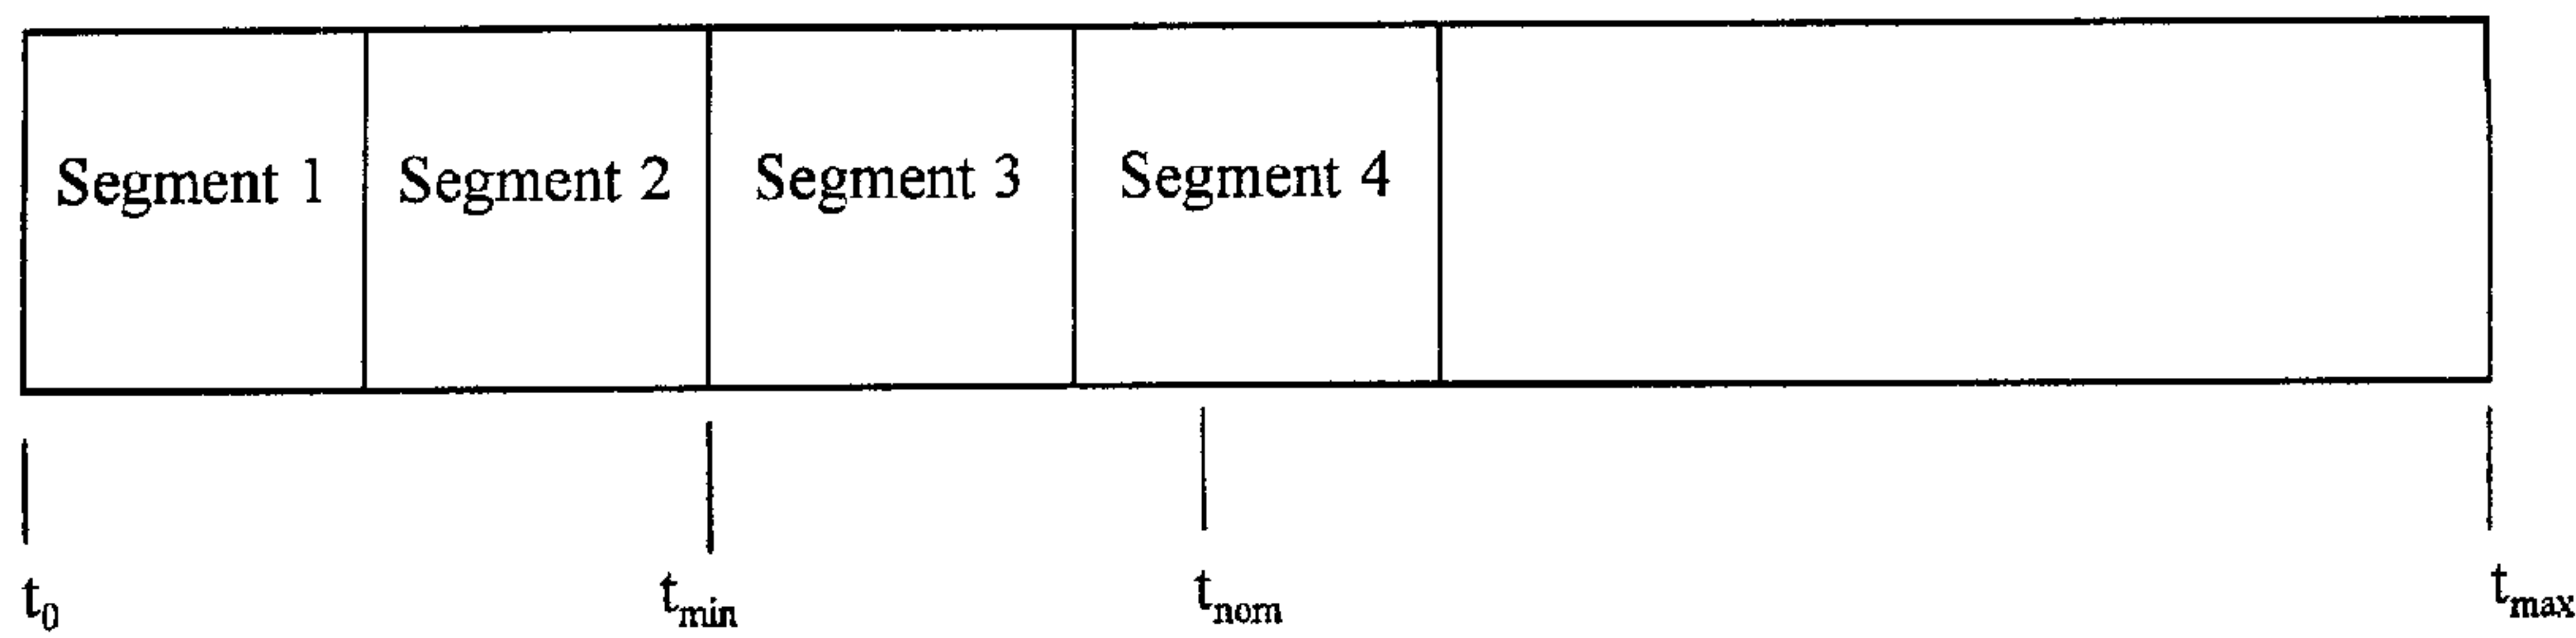 Segment 1 Segment 2 Segment 3 Segment 4
t0 tmin tnom tmax